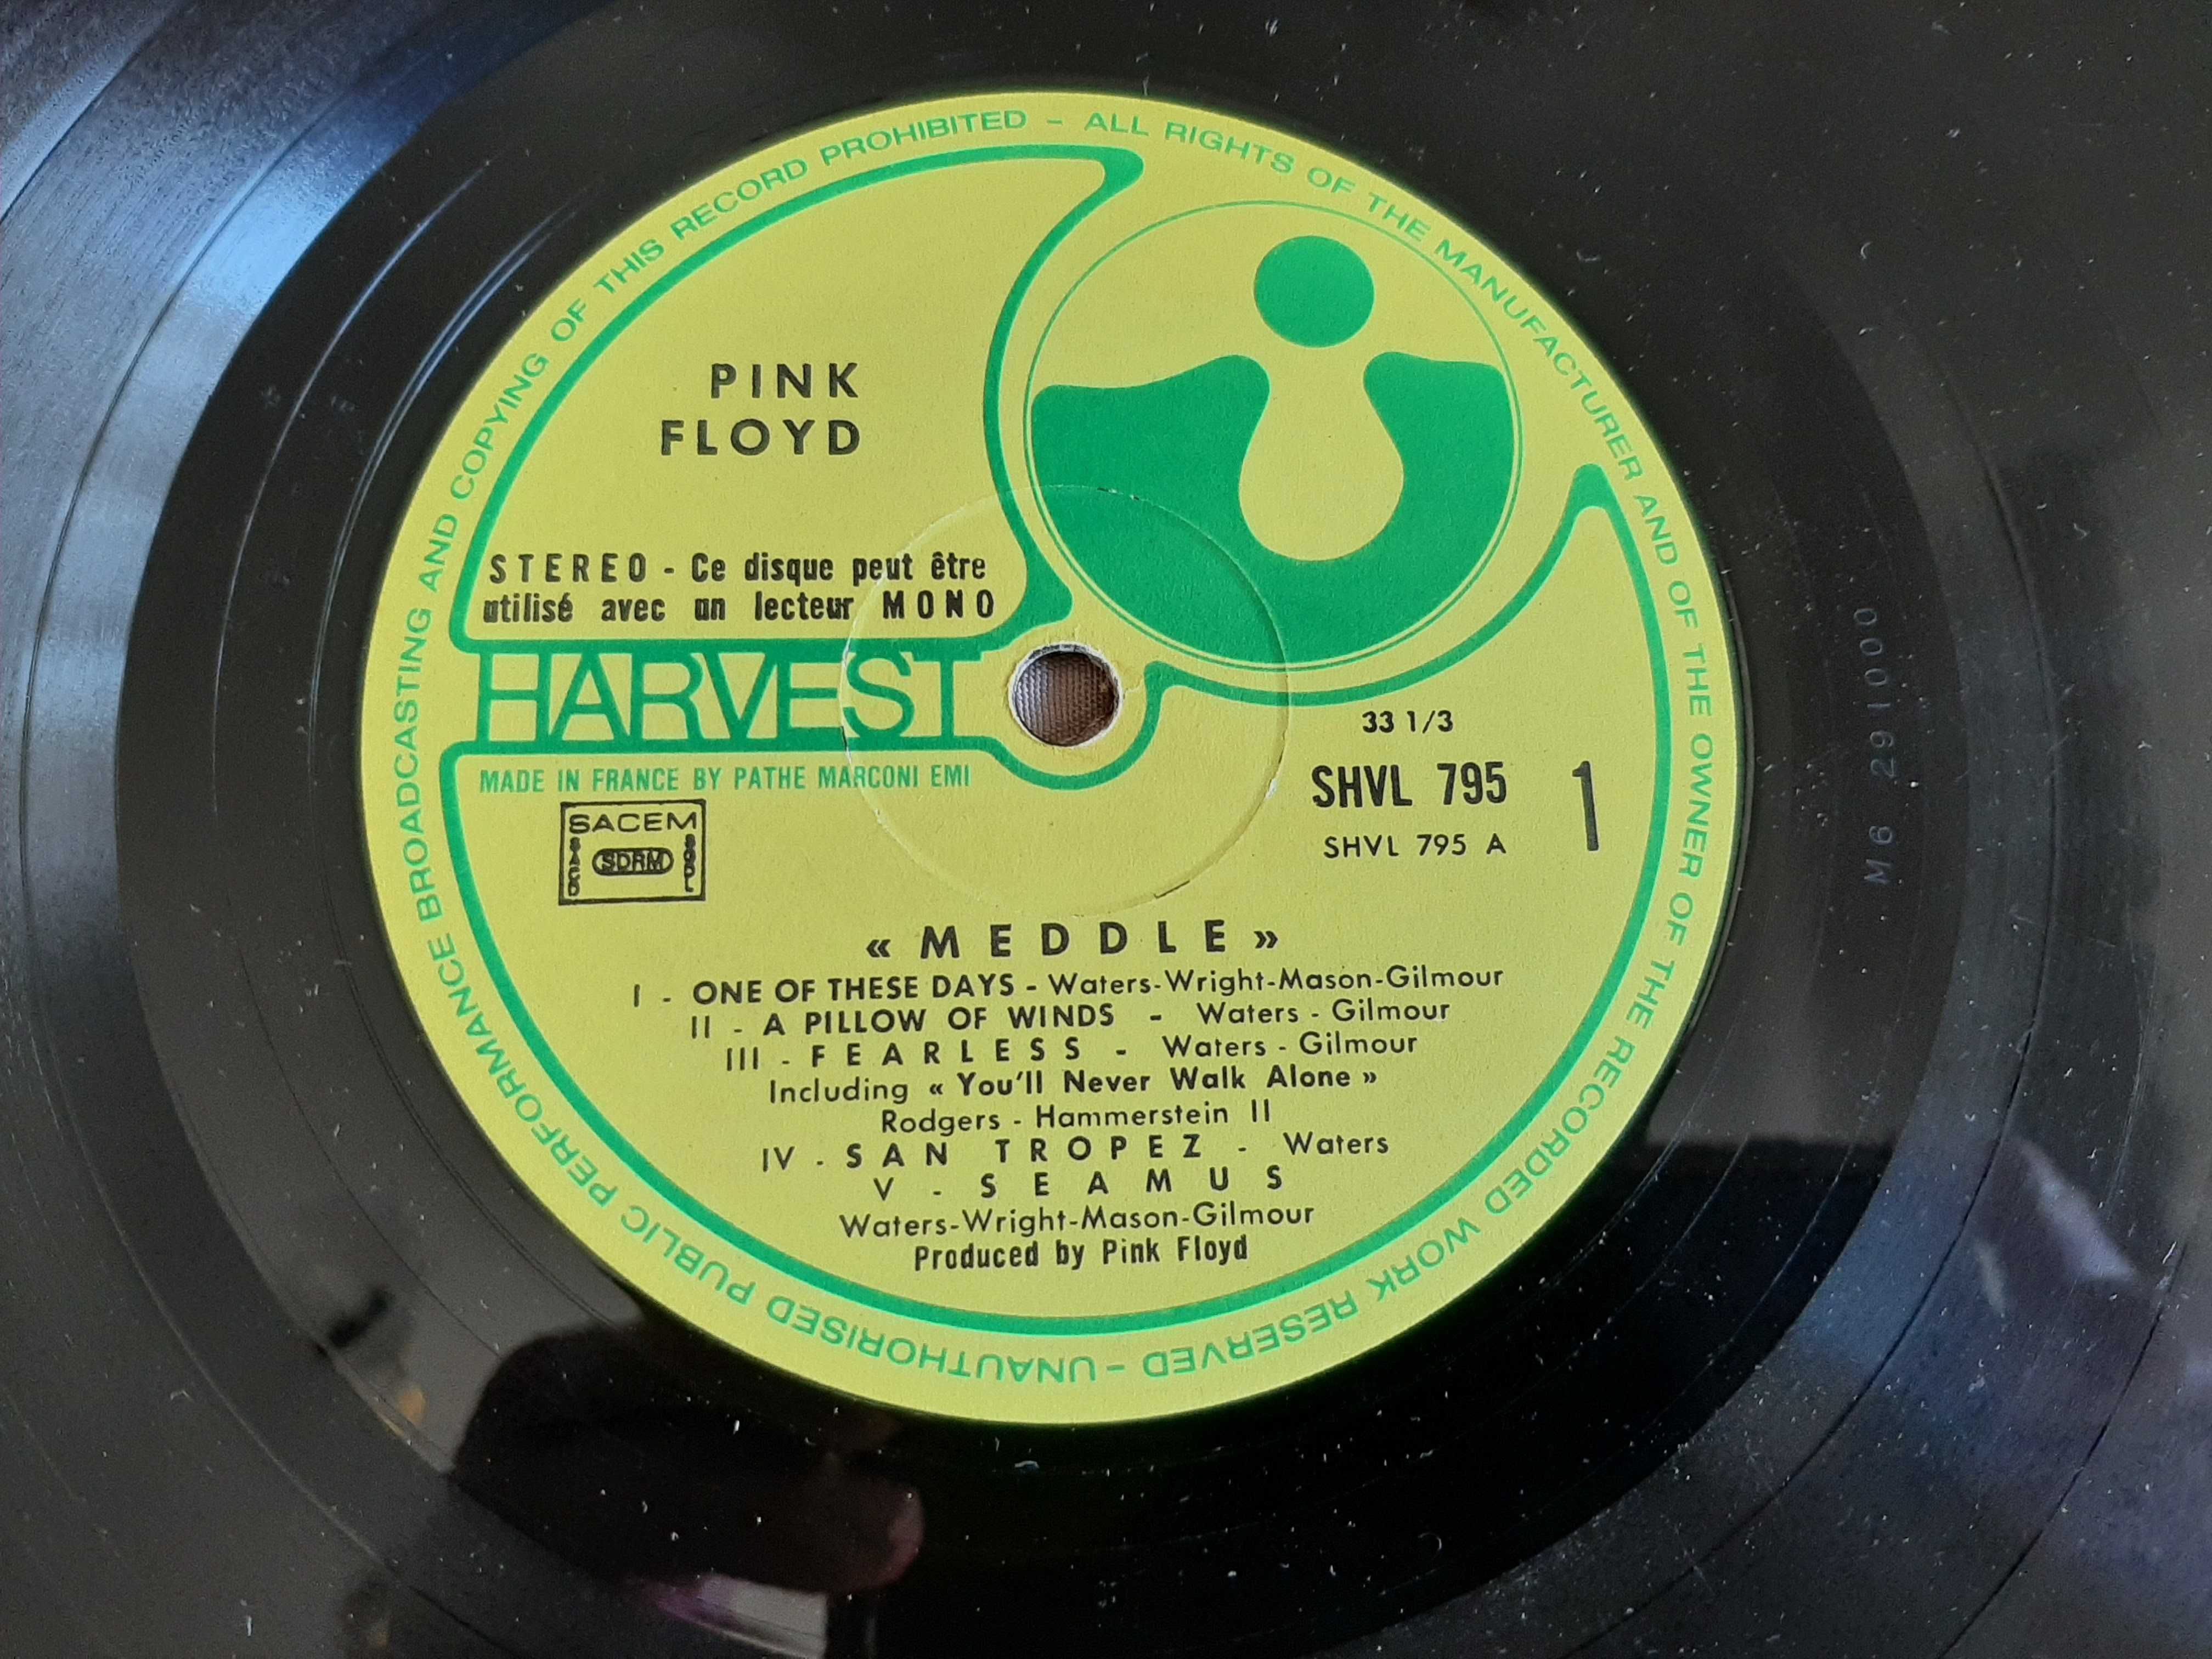 UNAUTHORISED PUBLIC PERFORMANCE BROADCASTING AND COPYING OF THIS RECORD PROHIBITED - ALL RIGHTS OF THE MANUFACTURER AND OF THE OWNER OF THE RECORDED WORK RESERVED -
PINK
FLOYD
STEREO - Ce disque peut être
utilisé avec un lecteur MONO
HARVEST
MADE IN FRANCE BY PATHE MARCONI EMI
SACEM
SDRM
33 1/3
SHVL 795
SHVL 795 A
1
« MEDDLE »
I - ONE OF THESE DAYS - Waters-Wright-Mason-Gilmour
II - A PILLOW OF WINDS - Waters - Gilmour
III - FEARLESS - Waters - Gilmour
Including « You'll Never Walk Alone »
Rodgers - Hammerstein II
IV - SAN TROPEZ - Waters
V - SEAMUS
Waters-Wright-Mason-Gilmour
Produced by Pink Floyd
M6 291000